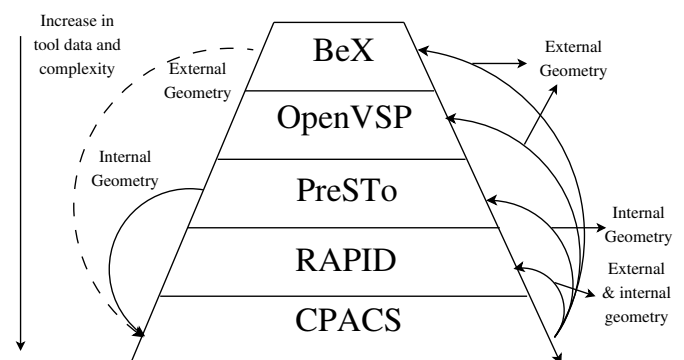 Increase in
tool data and
complexity
External
Geometry
Internal
Geometry
BeX
OpenVSP
PreSTo
RAPID
CPACS
External
Geometry
Internal
Geometry
External
& internal
geometry